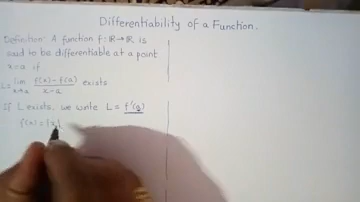 Differentiability of a Function.
Definition: A function f: ℝ→ℝ is
said to be differentiable at a point
x=a if
L= lim x→a f(x)-f(a) / x-a exists
If L exists, we write L = f'(a)
f(x) = |x|